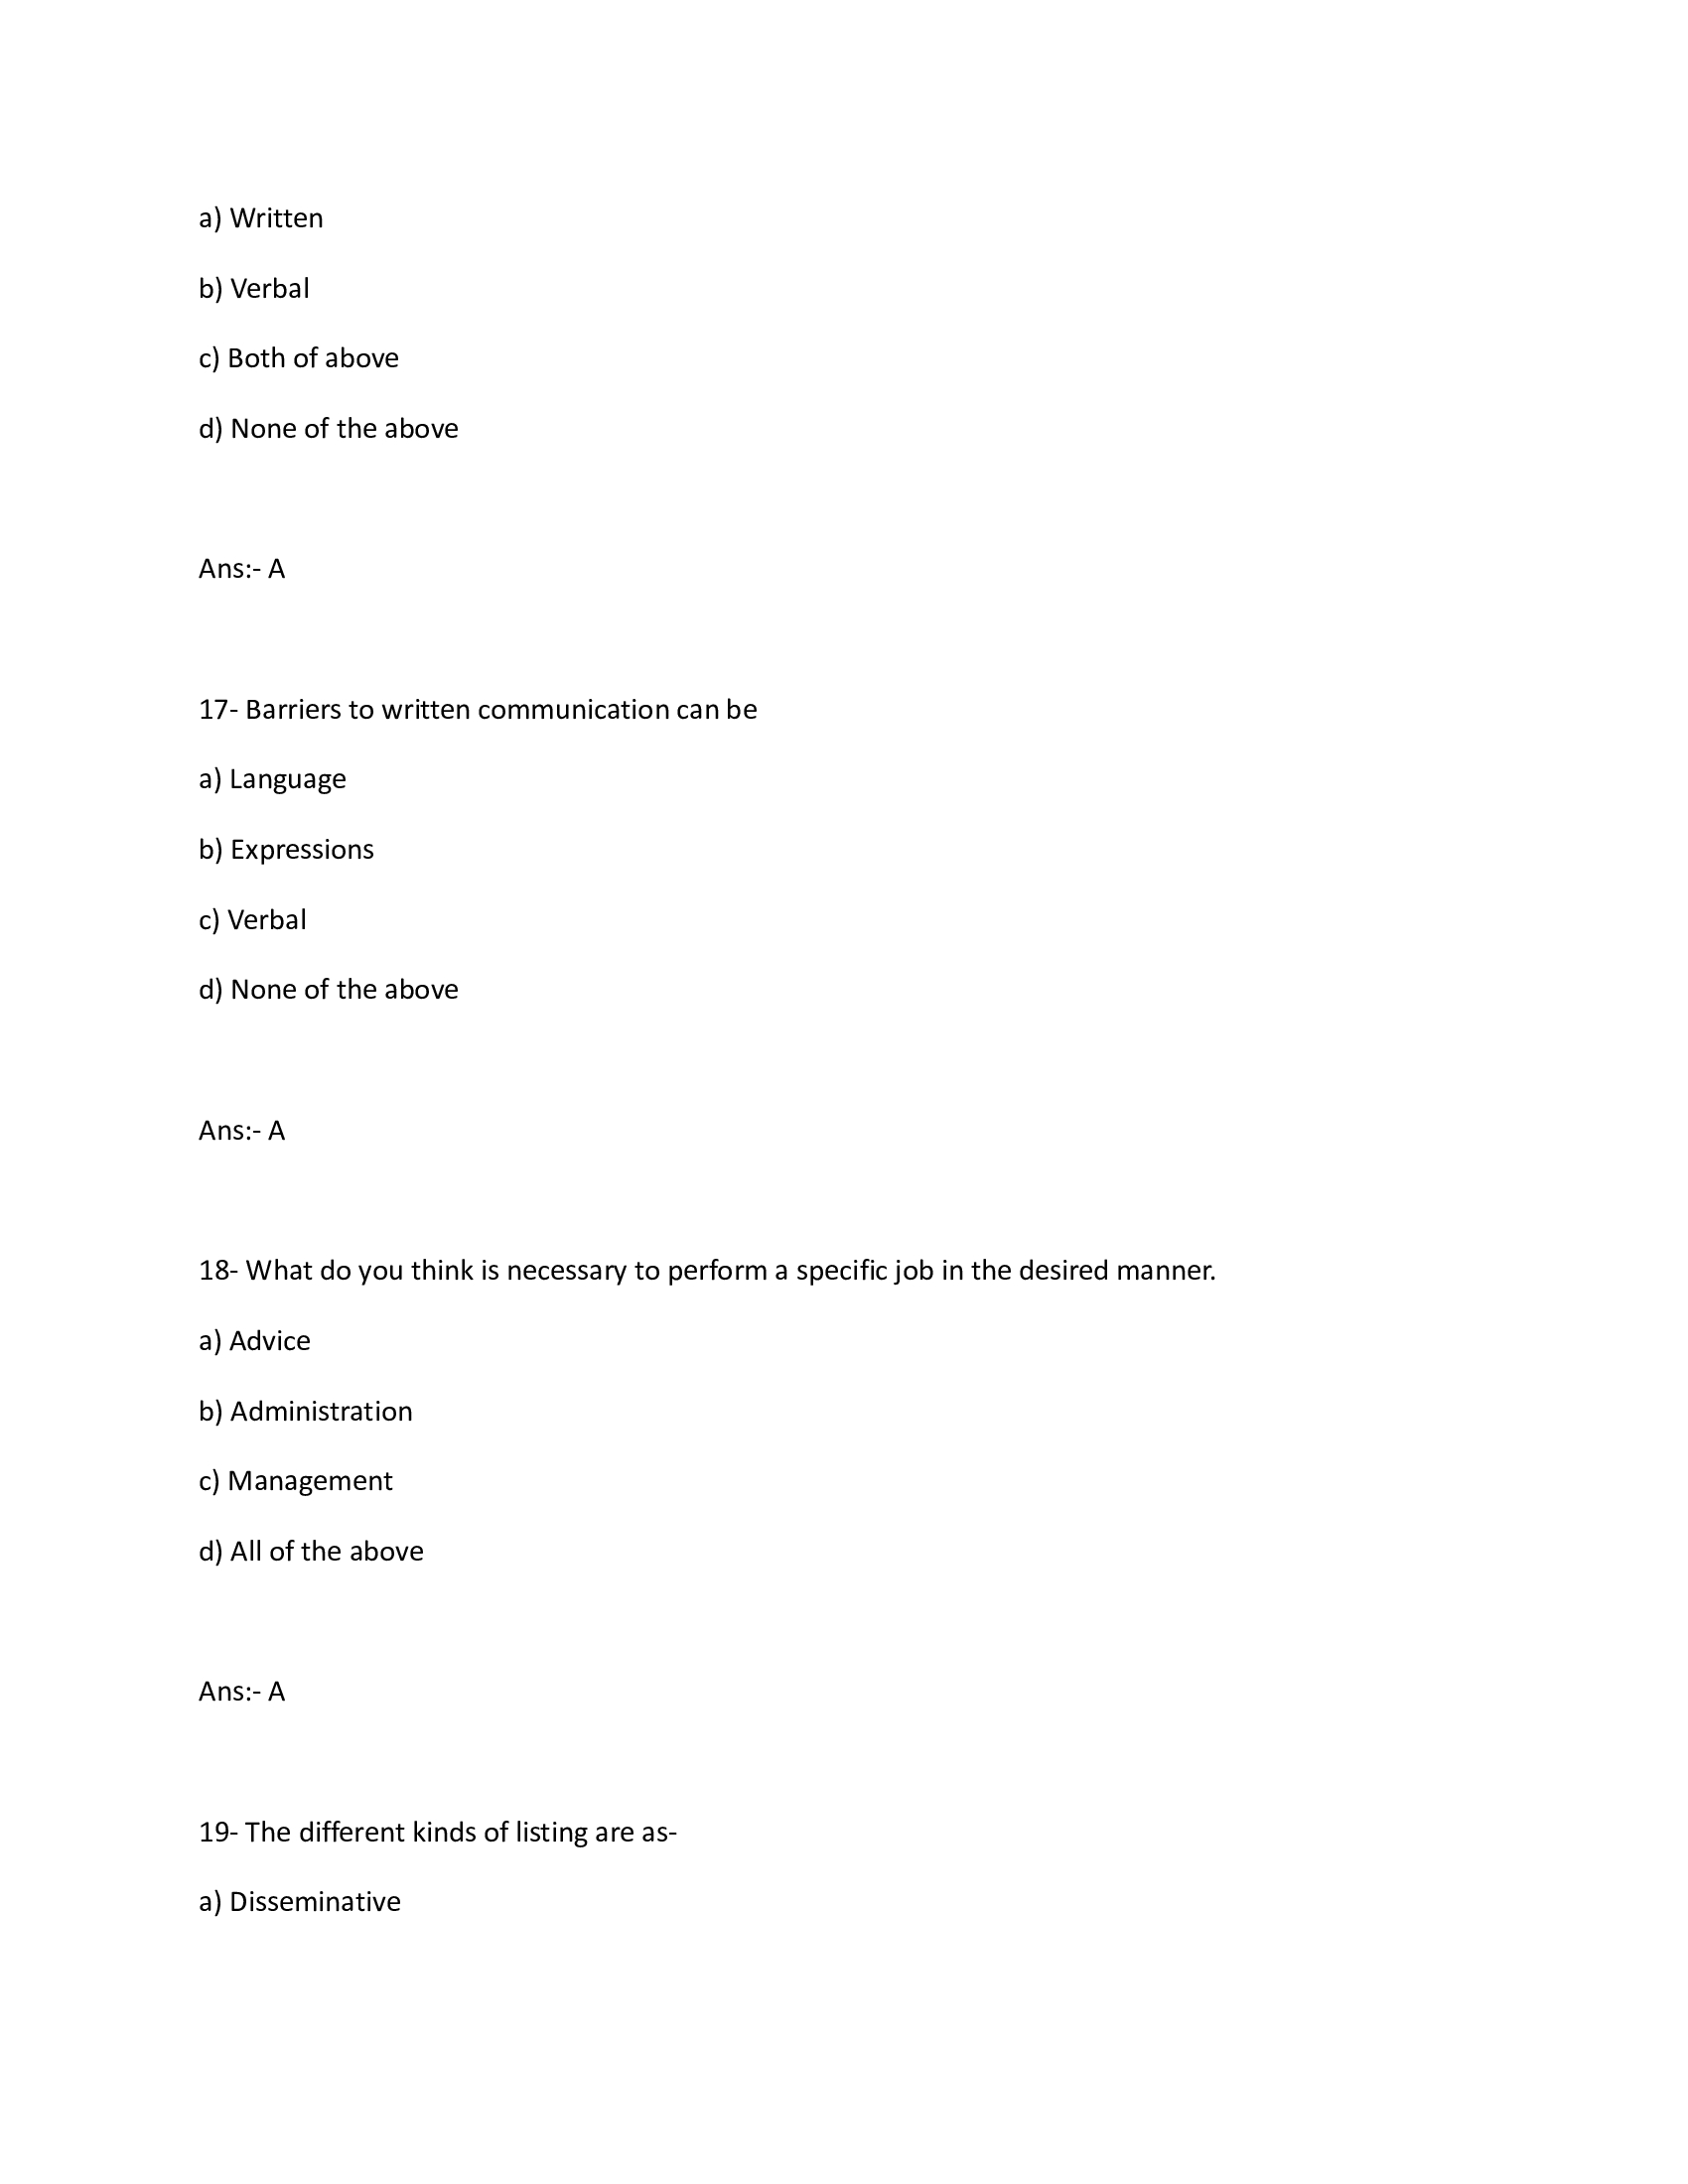 a) Written
b) Verbal
c) Both of above
d) None of the above
Ans:- A
17- Barriers to written communication can be
a) Language
b) Expressions
c) Verbal
d) None of the above
Ans:- A
18- What do you think is necessary to perform a specific job in the desired manner.
a) Advice
b) Administration
c) Management
d) All of the above
Ans:- A
19- The different kinds of listing are as-
a) Disseminative